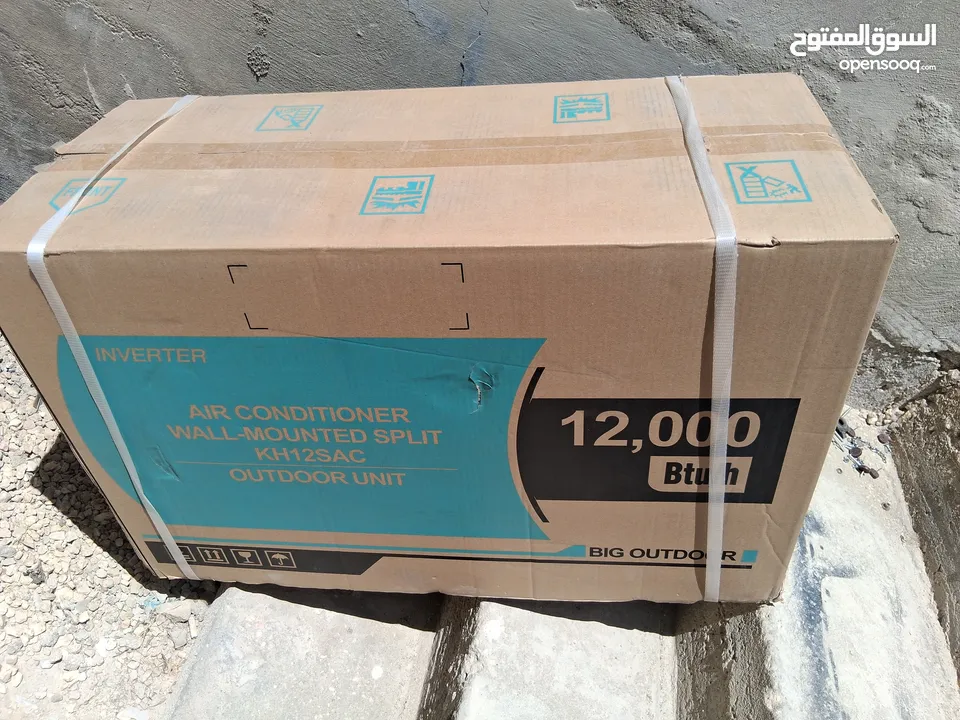 السوق المفتوح
opensooq.com
INVERTER
AIR CONDITIONER
WALL-MOUNTED SPLIT
KH12SAC
OUTDOOR UNIT
12,000
Btu/h
BIG OUTDOOR